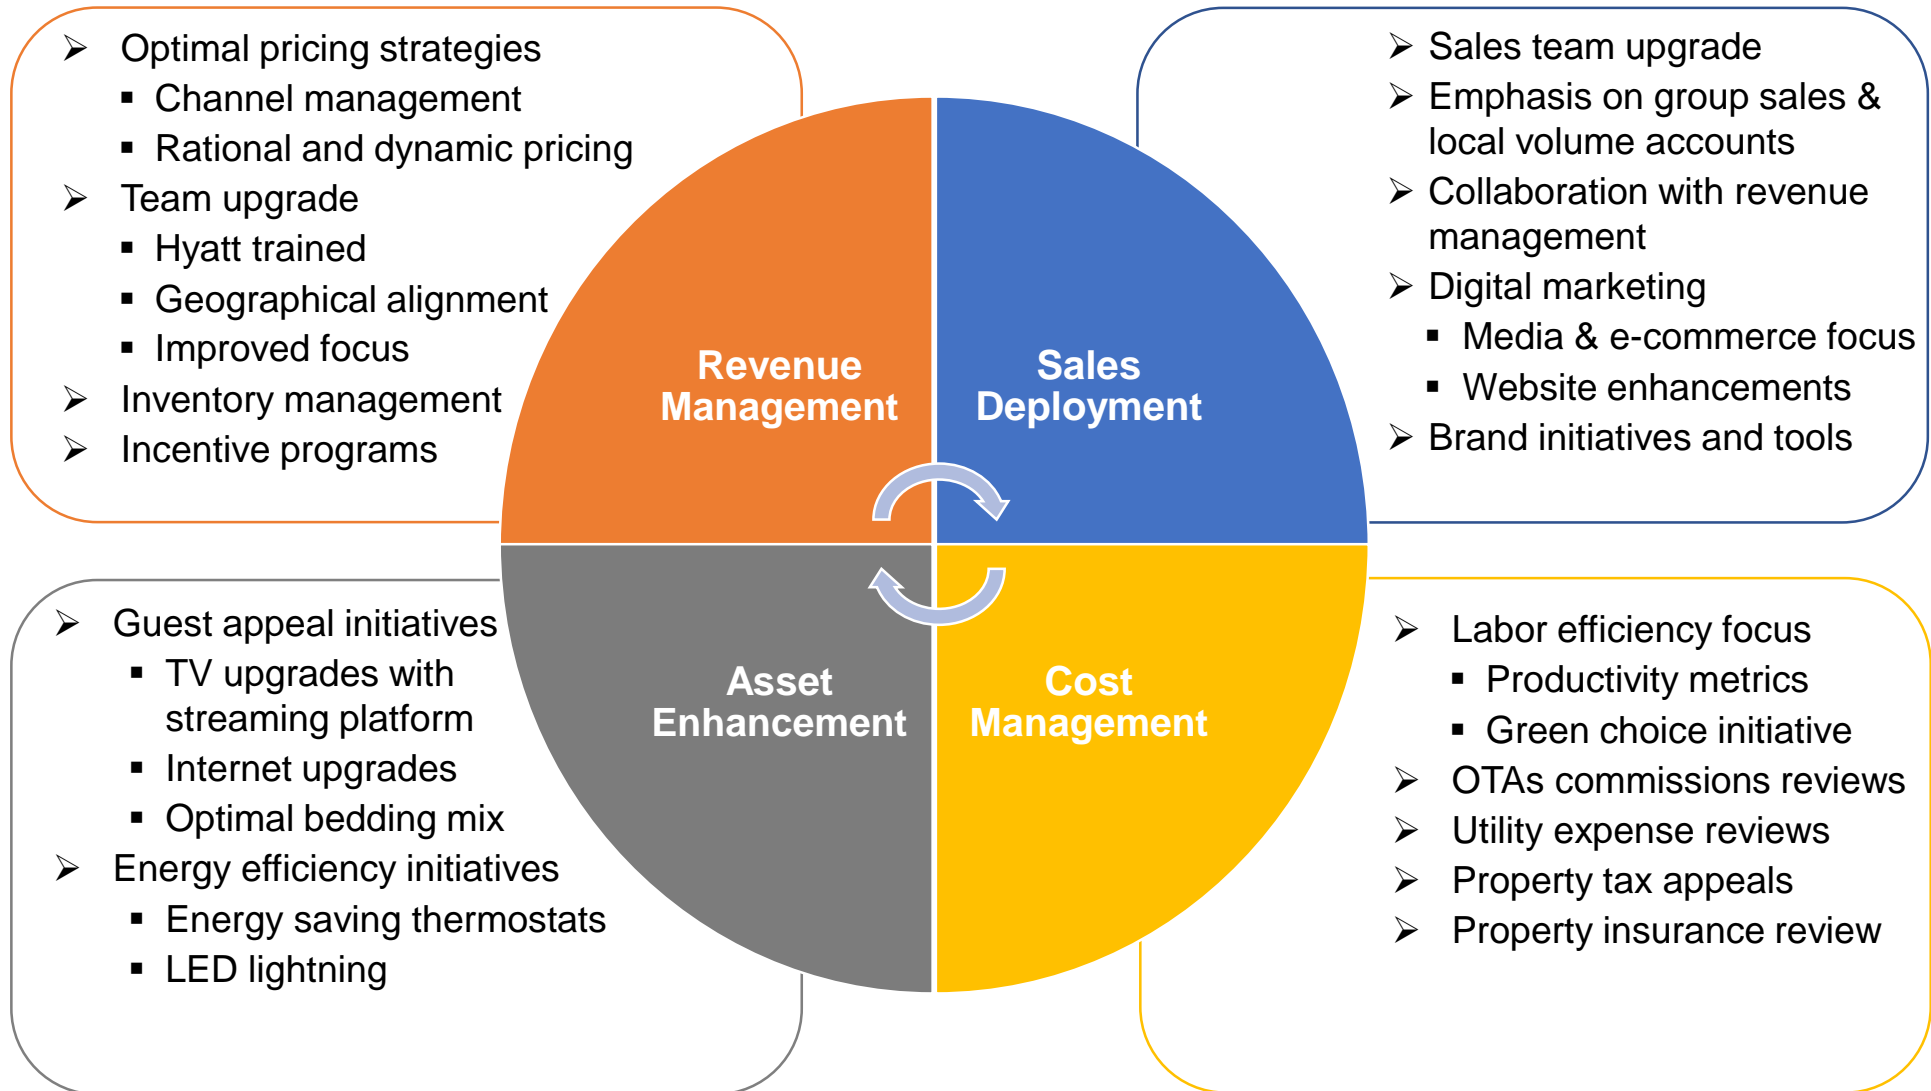 ➢ Optimal pricing strategies
▪ Channel management
▪ Rational and dynamic pricing
➢ Team upgrade
▪ Hyatt trained
▪ Geographical alignment
▪ Improved focus
➢ Inventory management
➢ Incentive programs
➢ Sales team upgrade
➢ Emphasis on group sales &
local volume accounts
➢ Collaboration with revenue
management
➢ Digital marketing
▪ Media & e-commerce focus
▪ Website enhancements
➢ Brand initiatives and tools
Revenue
Management
Sales
Deployment
Asset
Enhancement
Cost
Management
➢ Guest appeal initiatives
▪ TV upgrades with
streaming platform
▪ Internet upgrades
▪ Optimal bedding mix
➢ Energy efficiency initiatives
▪ Energy saving thermostats
▪ LED lightning
➢ Labor efficiency focus
▪ Productivity metrics
▪ Green choice initiative
➢ OTAs commissions reviews
➢ Utility expense reviews
➢ Property tax appeals
➢ Property insurance review